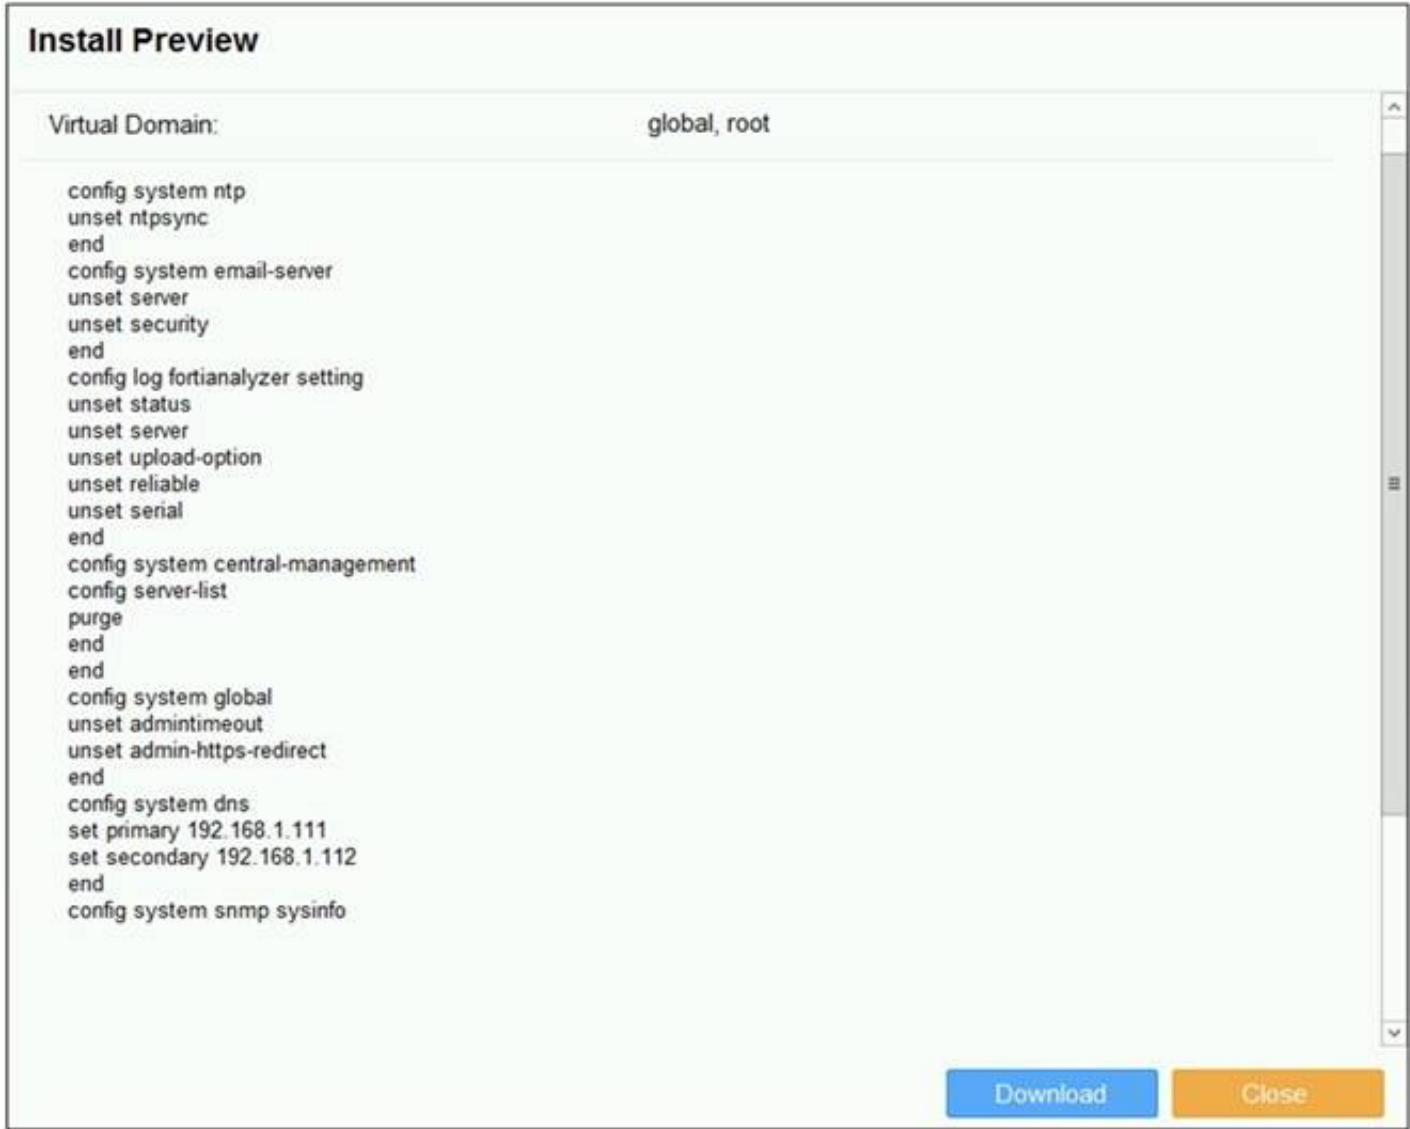 Install Preview
Virtual Domain: global, root
config system ntp
unset ntpsync
end
config system email-server
unset server
unset security
end
config log fortianalyzer setting
unset status
unset server
unset upload-option
unset reliable
unset serial
end
config system central-management
config server-list
purge
end
end
config system global
unset admintimeout
unset admin-https-redirect
end
config system dns
set primary 192.168.1.111
set secondary 192.168.1.112
end
config system snmp sysinfo
Download Close